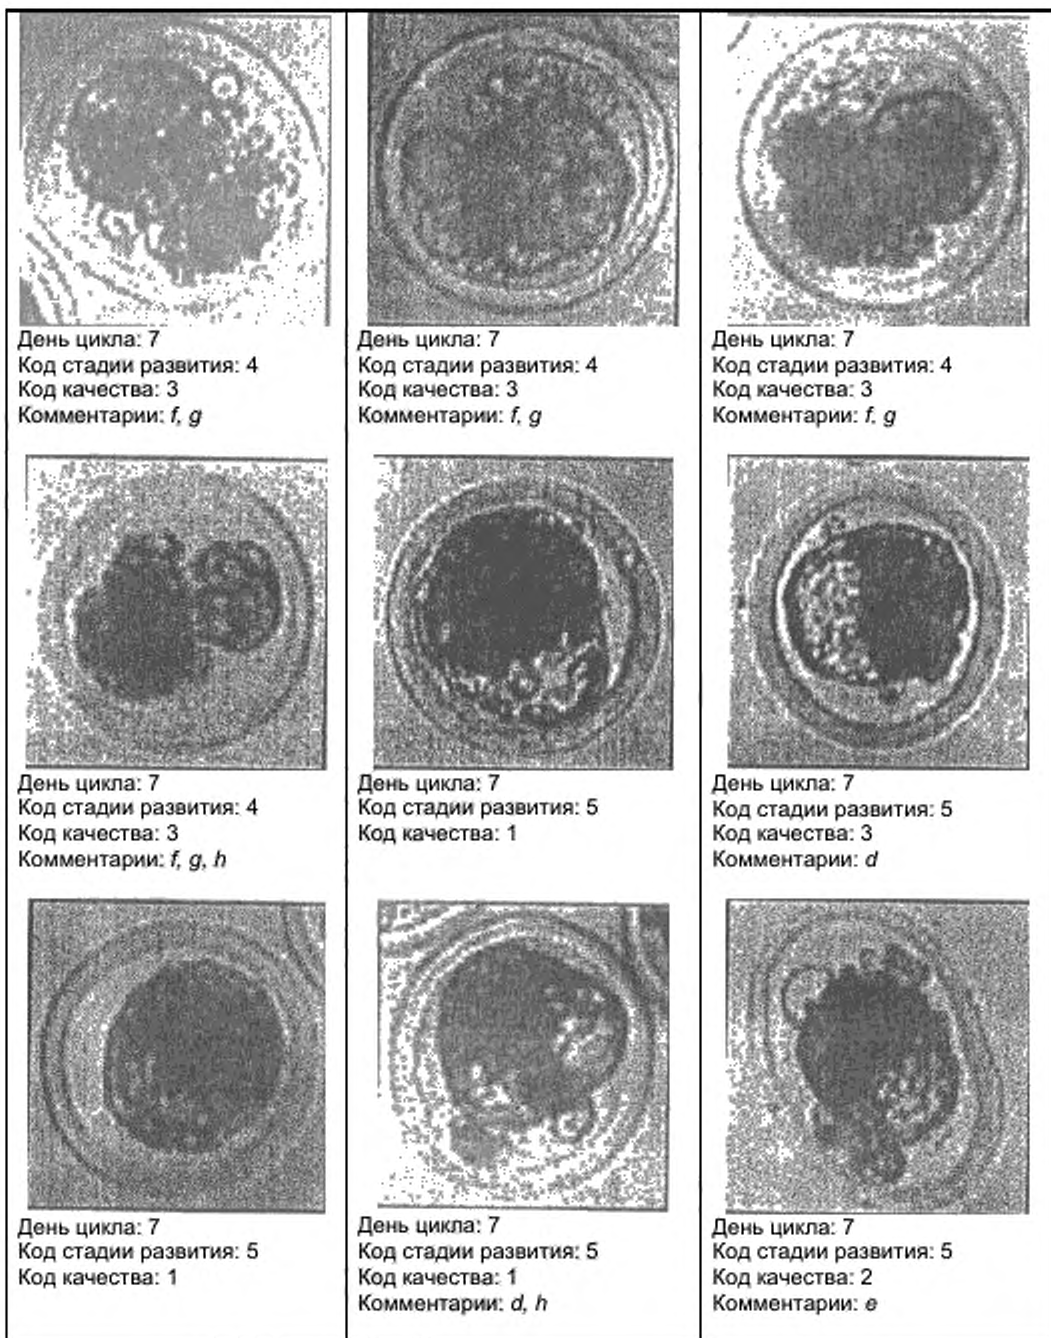 День цикла: 7
Код стадии развития: 4
Код качества: 3
Комментарии: f, g
День цикла: 7
Код стадии развития: 4
Код качества: 3
Комментарии: f, g
День цикла: 7
Код стадии развития: 4
Код качества: 3
Комментарии: f, g
День цикла: 7
Код стадии развития: 4
Код качества: 3
Комментарии: f, g, h
День цикла: 7
Код стадии развития: 5
Код качества: 1
День цикла: 7
Код стадии развития: 5
Код качества: 3
Комментарии: d
День цикла: 7
Код стадии развития: 5
Код качества: 1
День цикла: 7
Код стадии развития: 5
Код качества: 1
Комментарии: d, h
День цикла: 7
Код стадии развития: 5
Код качества: 2
Комментарии: e